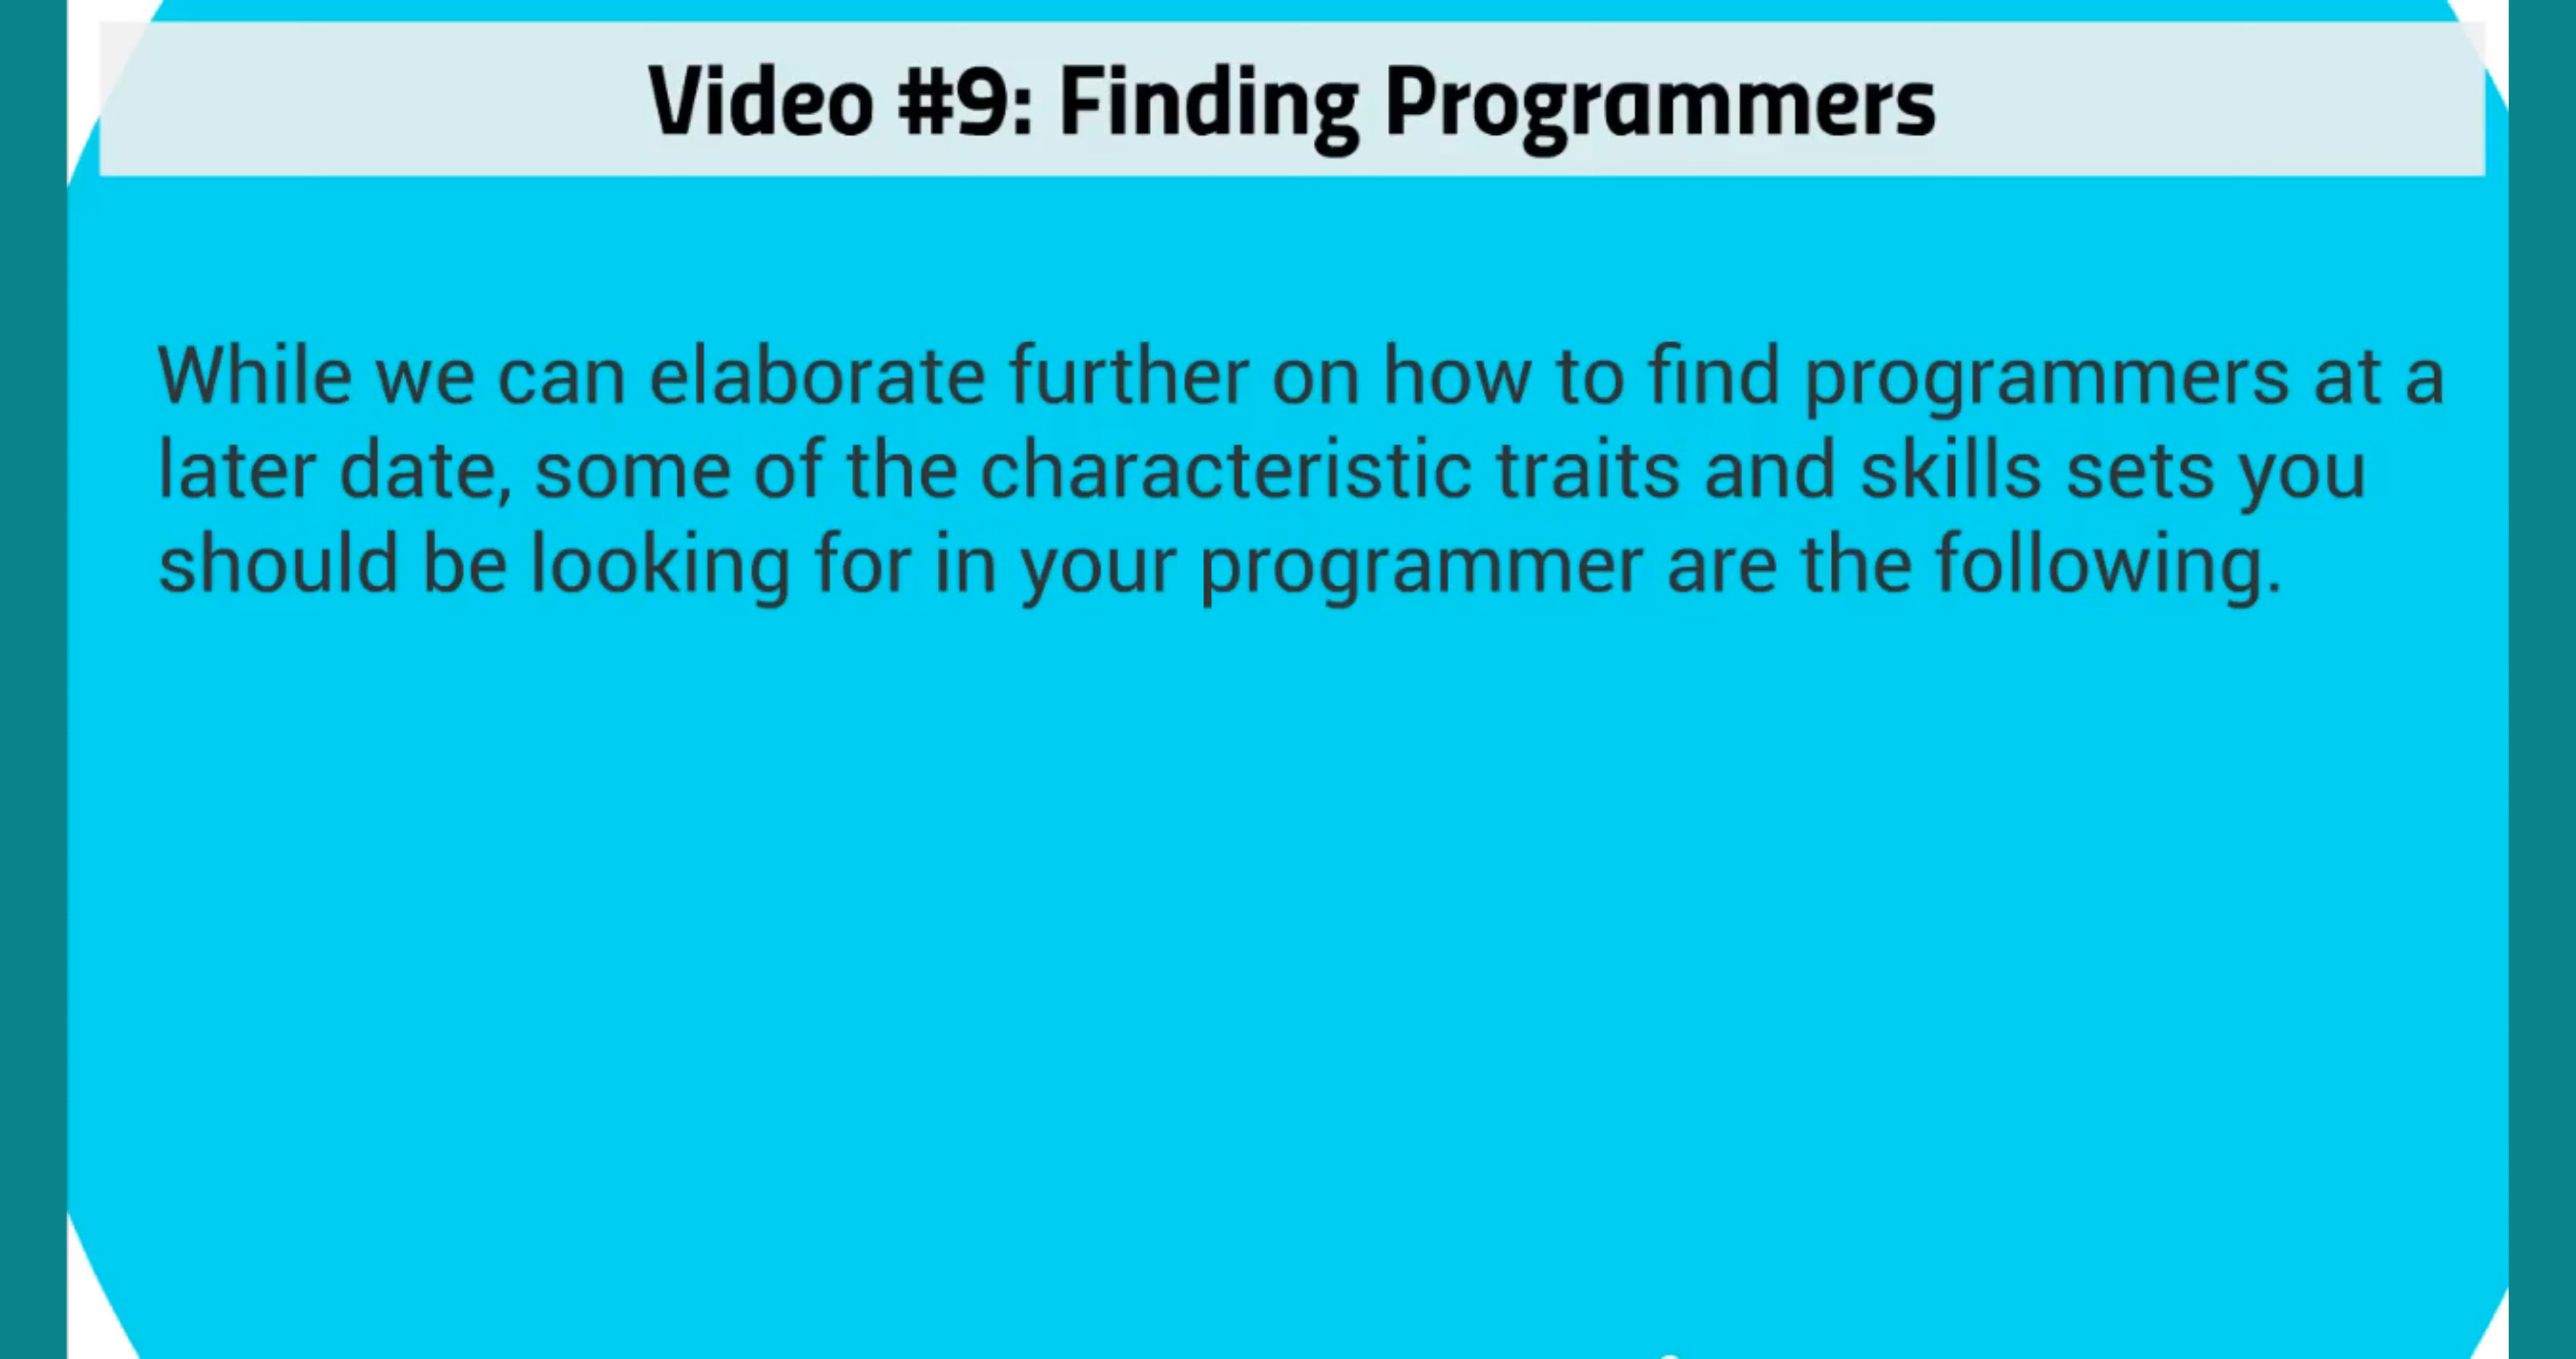 Video #9: Finding Programmers
While we can elaborate further on how to find programmers at a
later date, some of the characteristic traits and skills sets you
should be looking for in your programmer are the following.